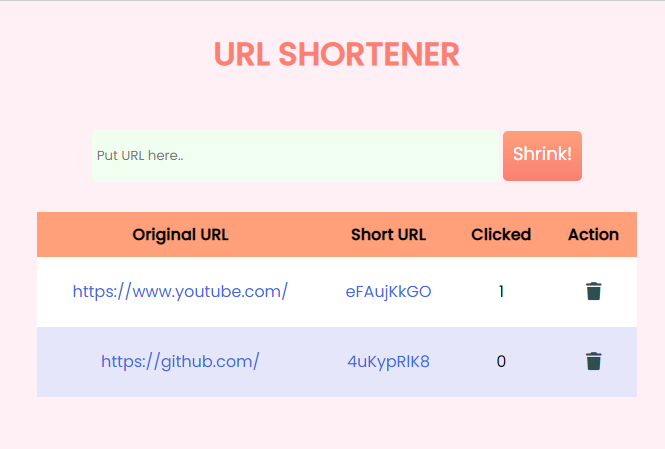 URL SHORTENER
Put URL here..
Shrink!
Original URL Short URL Clicked Action
https://www.youtube.com/ eFAujKkGO 1
https://github.com/ 4uKypRlK8 0